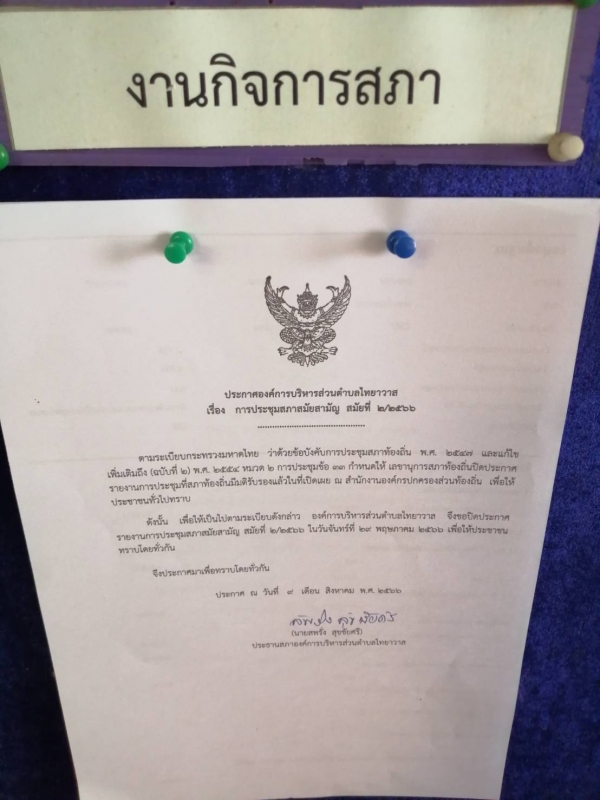 งานกิจการสภา
ประกาศองค์การบริหารส่วนตำบลไทยาวาส
เรื่อง การประชุมสภาสมัยสามัญ สมัยที่ ๒/๒๕๖๖
ตามระเบียบกระทรวงมหาดไทย ว่าด้วยข้อบังคับการประชุมสภาท้องถิ่น พ.ศ. ๒๕๔๗ และแก้ไข
เพิ่มเติมถึง (ฉบับที่ ๒) พ.ศ. ๒๕๕๔ หมวด ๒ การประชุมข้อ ๓๓ กำหนดให้ เลขานุการสภาท้องถิ่นปิดประกาศ
รายงานการประชุมที่สภาท้องถิ่นมีมติรับรองแล้วในที่เปิดเผย ณ สำนักงานองค์กรปกครองส่วนท้องถิ่น เพื่อให้
ประชาชนทั่วไปทราบ
ดังนั้น เพื่อให้เป็นไปตามระเบียบดังกล่าว องค์การบริหารส่วนตำบลไทยาวาส จึงขอปิดประกาศ
รายงานการประชุมสภาสมัยสามัญ สมัยที่ ๒/๒๕๖๖ ในวันจันทร์ที่ ๒๙ พฤษภาคม ๒๕๖๖ เพื่อให้ประชาชน
ทราบโดยทั่วกัน
จึงประกาศมาเพื่อทราบโดยทั่วกัน
ประกาศ ณ วันที่ ๙ เดือน สิงหาคม พ.ศ. ๒๕๖๖
(นายสพรั่ง สุขชัยศรี)
ประธานสภาองค์การบริหารส่วนตำบลไทยาวาส